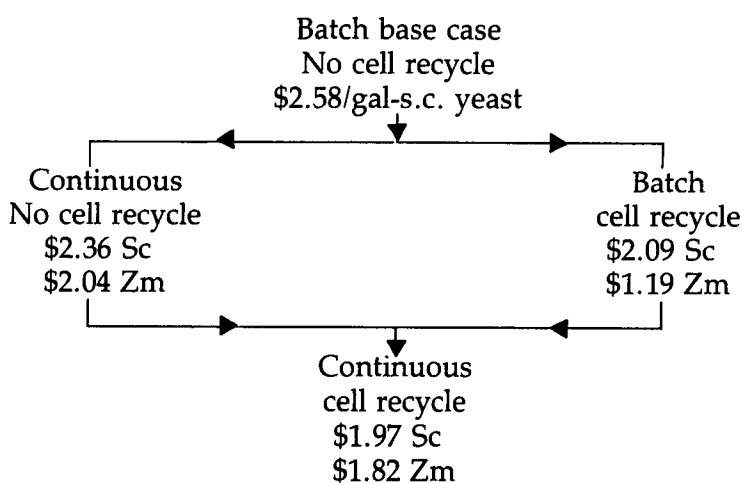 Batch base case
No cell recycle
$2.58/gal-s.c. yeast
Continuous
No cell recycle
$2.36 Sc
$2.04 Zm
Batch
cell recycle
$2.09 Sc
$1.19 Zm
Continuous
cell recycle
$1.97 Sc
$1.82 Zm